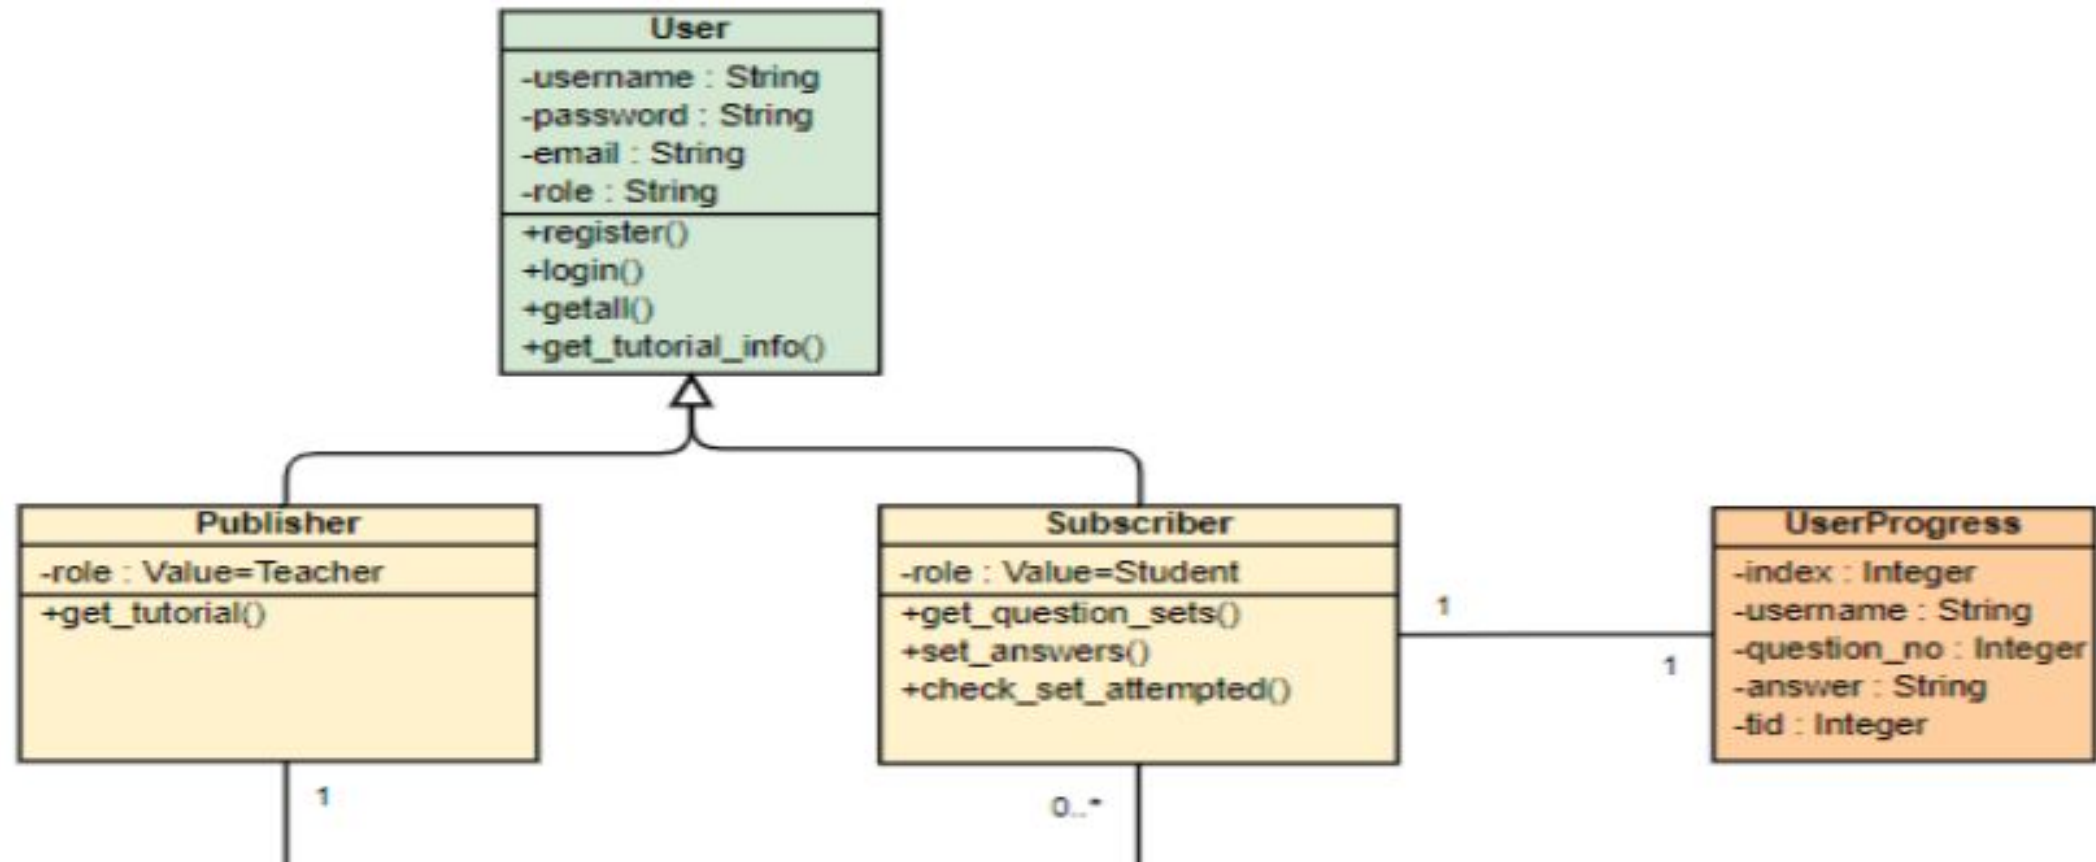 User
-username : String
-password : String
-email : String
-role : String
+register()
+login()
+getall()
+get_tutorial_info()
Publisher
-role : Value=Teacher
+get_tutorial()
1
Subscriber
-role : Value=Student
+get_question_sets()
+set_answers()
+check_set_attempted()
0..*
1
1
UserProgress
-index : Integer
-username : String
-question_no : Integer
-answer : String
-tid : Integer